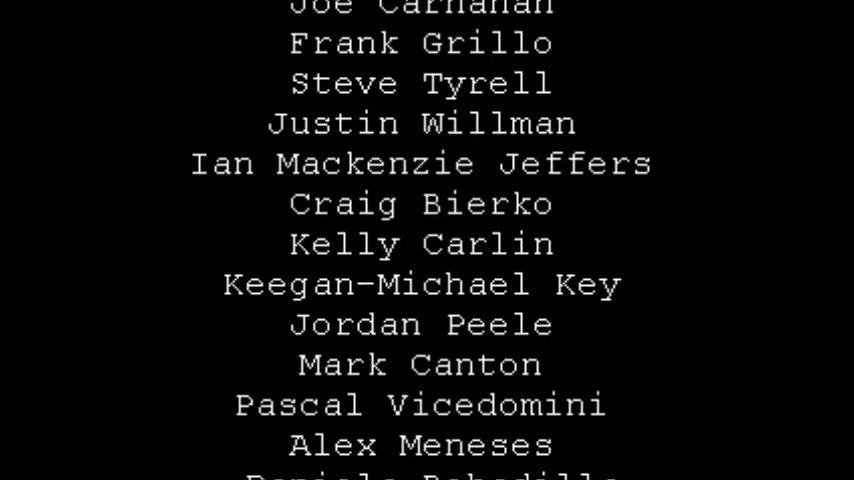 Joe Carnahan
Frank Grillo
Steve Tyrell
Justin Willman
Ian Mackenzie Jeffers
Craig Bierko
Kelly Carlin
Keegan-Michael Key
Jordan Peele
Mark Canton
Pascal Vicedomini
Alex Meneses